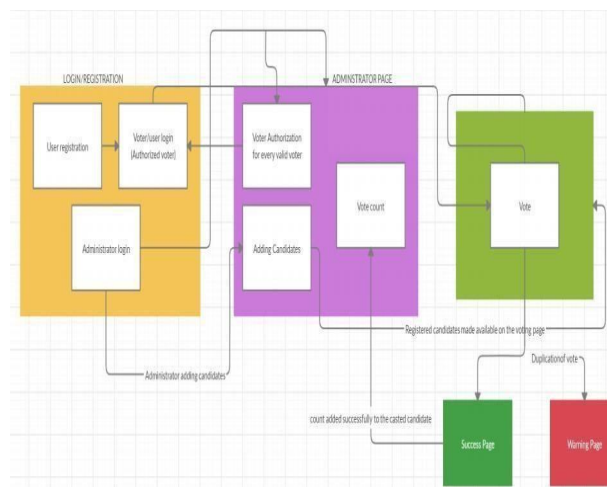 LOGIN/REGISTRATION
ADMINSTRATOR PAGE
User registration
Voter/user login
(Authorized voter)
Voter Authorization
for every valid voter
Vote count
Vote
Administrator login
Adding Candidates
Registered candidates made available on the voting page
Duplicationof vote
Administrator adding candidates
count added successfully to the casted candidate
Success Page
Warning Page